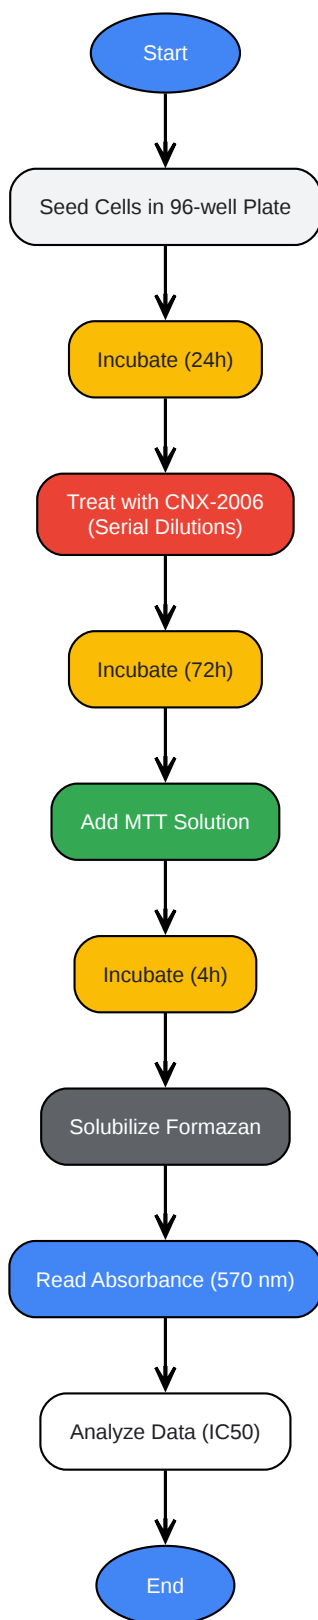 Start
Seed Cells in 96-well Plate
Incubate (24h)
Treat with CNX-2006
(Serial Dilutions)
Incubate (72h)
Add MTT Solution
Incubate (4h)
Solubilize Formazan
Read Absorbance (570 nm)
Analyze Data (IC50)
End